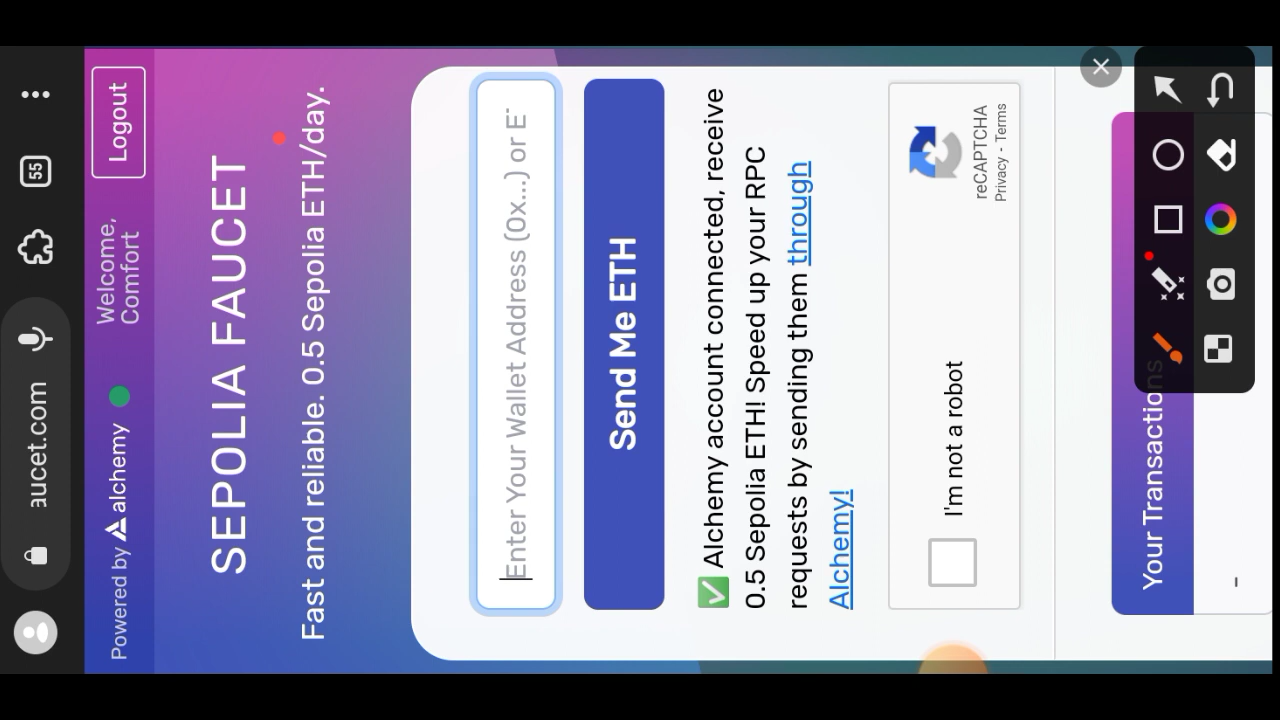 aucet.com
55
Powered by alchemy
Welcome,
Comfort
Logout
SEPOLIA FAUCET
Fast and reliable. 0.5 Sepolia ETH/day.
Enter Your Wallet Address (0x...) or E
Send Me ETH
✅ Alchemy account connected, receive
0.5 Sepolia ETH! Speed up your RPC
requests by sending them through
Alchemy!
I'm not a robot
reCAPTCHA
Privacy - Terms
Your Transactions
-